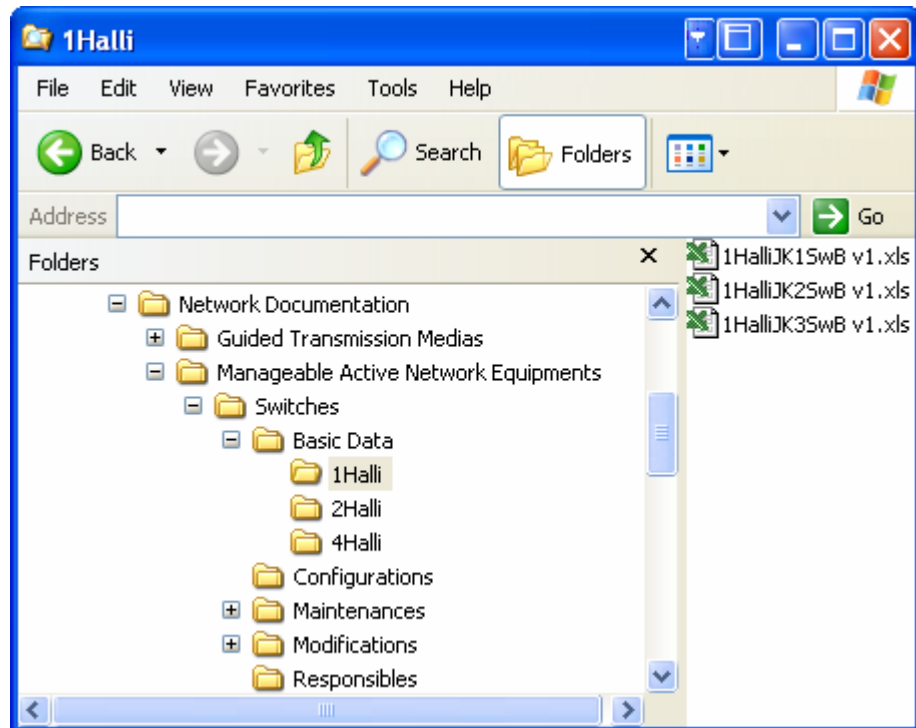 1Halli
File Edit View Favorites Tools Help
Back Search Folders
Address Go
Folders
Network Documentation
Guided Transmission Medias
Manageable Active Network Equipments
Switches
Basic Data
1Halli
2Halli
4Halli
Configurations
Maintenances
Modifications
Responsibles
1HalliJK1SwB v1.xls
1HalliJK2SwB v1.xls
1HalliJK3SwB v1.xls